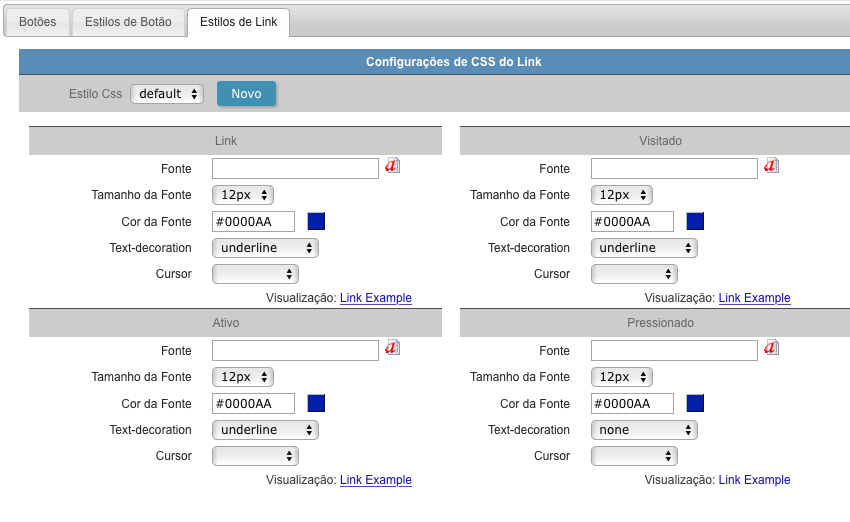 Botões Estilos de Botão Estilos de Link
Configurações de CSS do Link
Estilo Css default Novo
Link
Fonte
Tamanho da Fonte 12px
Cor da Fonte #0000AA
Text-decoration underline
Cursor
Visualização: Link Example
Visitado
Fonte
Tamanho da Fonte 12px
Cor da Fonte #0000AA
Text-decoration underline
Cursor
Visualização: Link Example
Ativo
Fonte
Tamanho da Fonte 12px
Cor da Fonte #0000AA
Text-decoration underline
Cursor
Visualização: Link Example
Pressionado
Fonte
Tamanho da Fonte 12px
Cor da Fonte #0000AA
Text-decoration none
Cursor
Visualização: Link Example